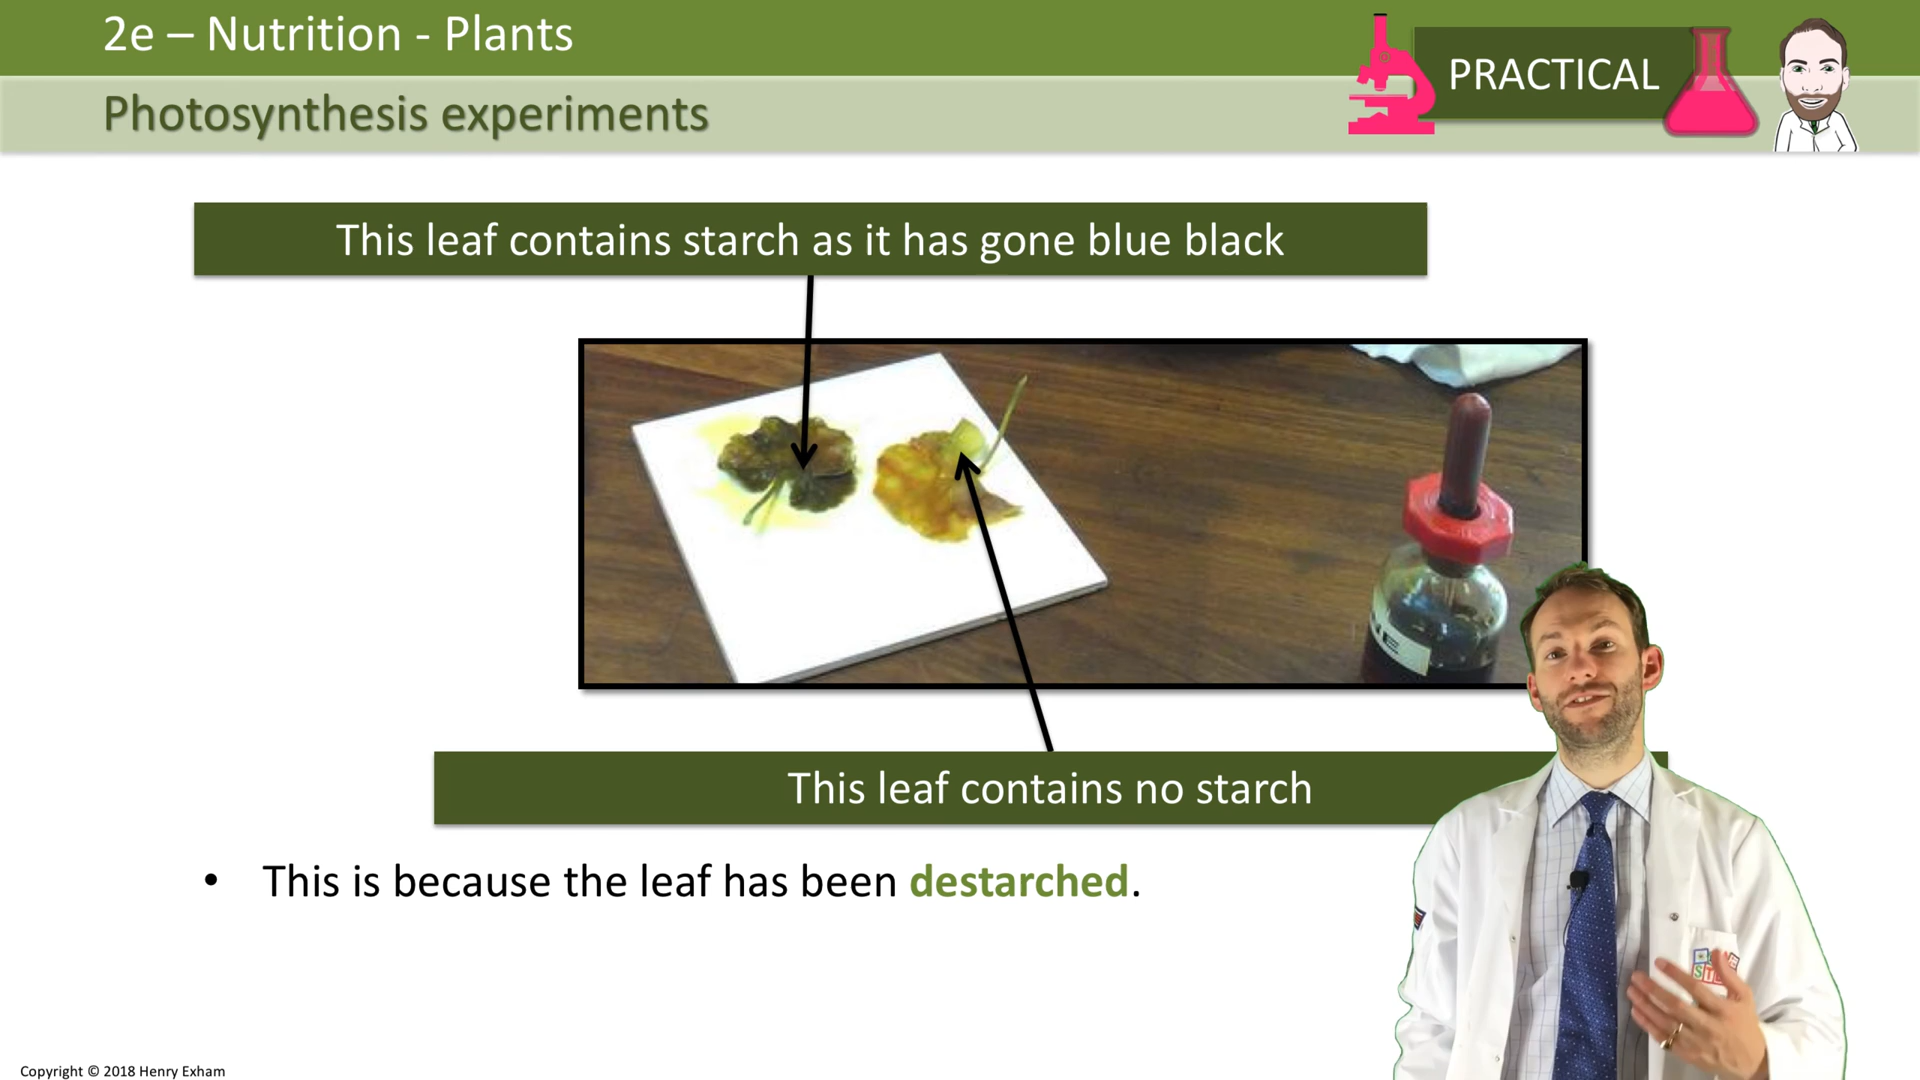 2e – Nutrition - Plants
PRACTICAL
Photosynthesis experiments
This leaf contains starch as it has gone blue black
This leaf contains no starch
• This is because the leaf has been destarched.
Copyright © 2018 Henry Exham